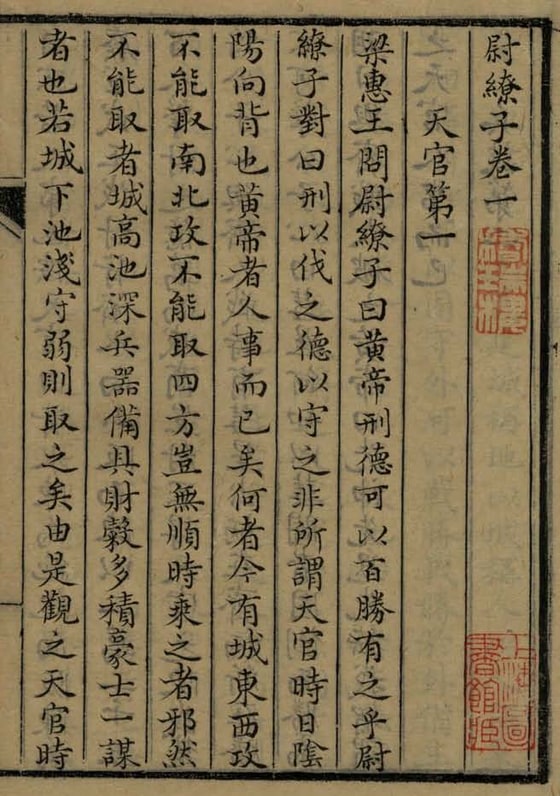 尉繚子卷一
天官第一
梁惠王問尉繚子曰黃帝刑德可以百勝有之乎尉
繚子對曰刑以伐之德以守之非所謂天官時日陰
陽向背也黃帝者人事而已矣何者今有城東西攻
不能取南北攻不能取四方豈無順時乘之者邪然
不能取者城高池深兵器備具財穀多積豪士一謀
者也若城下池淺守弱則取之矣由是觀之天官時
上海圖
書館藏